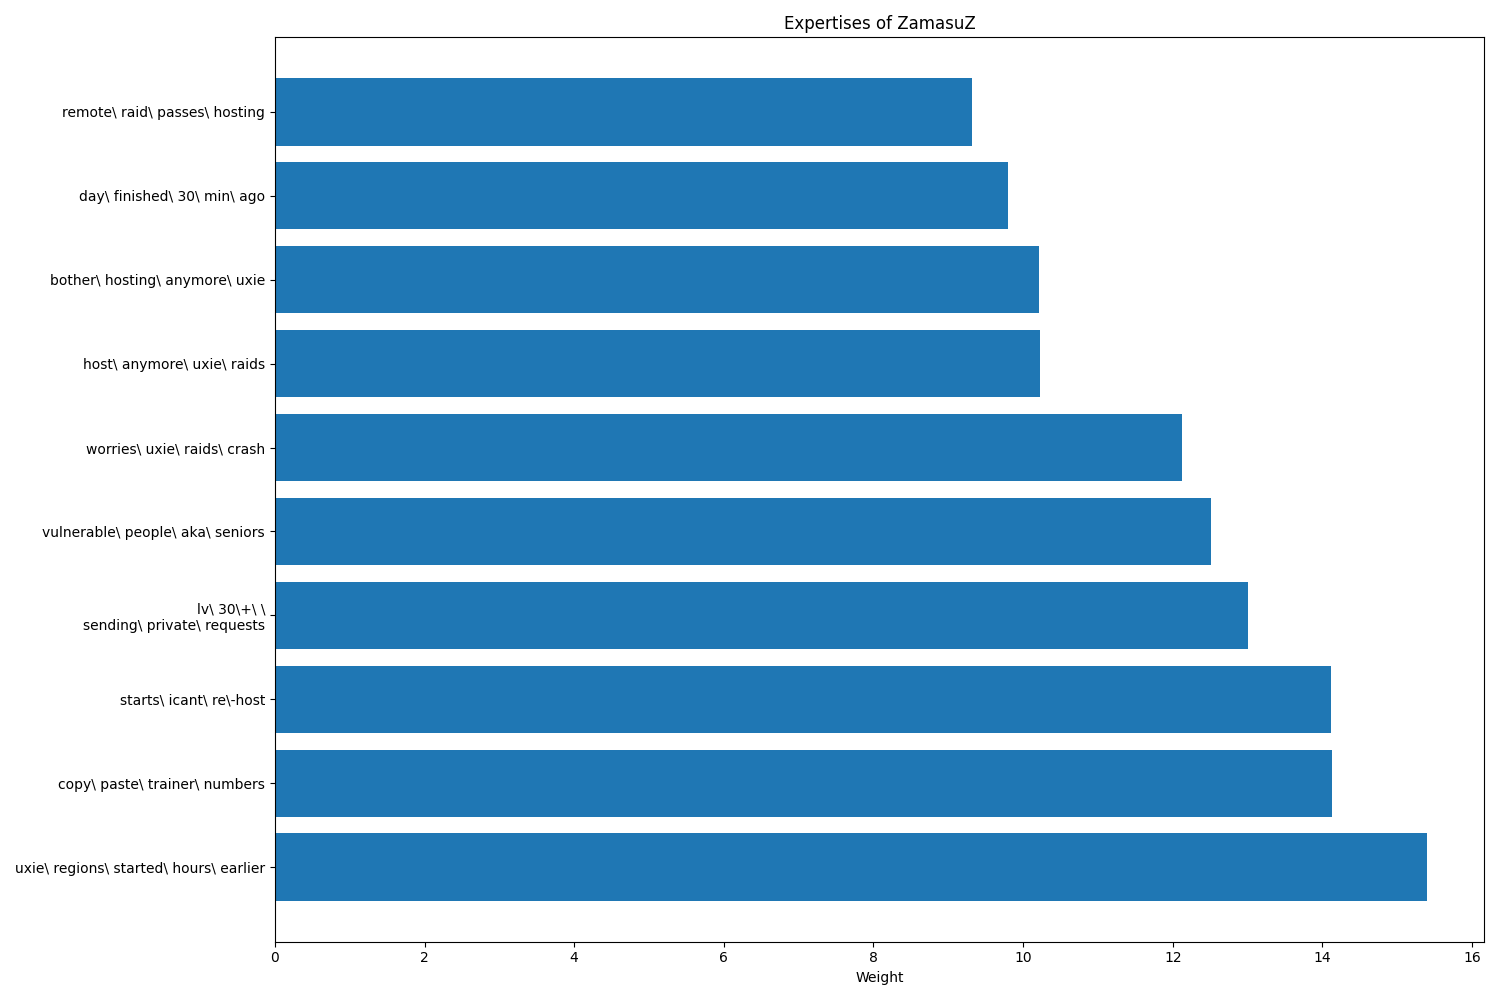 Expertises of ZamasuZ
remote\ raid\ passes\ hosting
day\ finished\ 30\ min\ ago
bother\ hosting\ anymore\ uxie
host\ anymore\ uxie\ raids
worries\ uxie\ raids\ crash
vulnerable\ people\ aka\ seniors
lv\ 30\+\ \
sending\ private\ requests
starts\ icant\ re\-host
copy\ paste\ trainer\ numbers
uxie\ regions\ started\ hours\ earlier
0 2 4 6 8 10 12 14 16
Weight